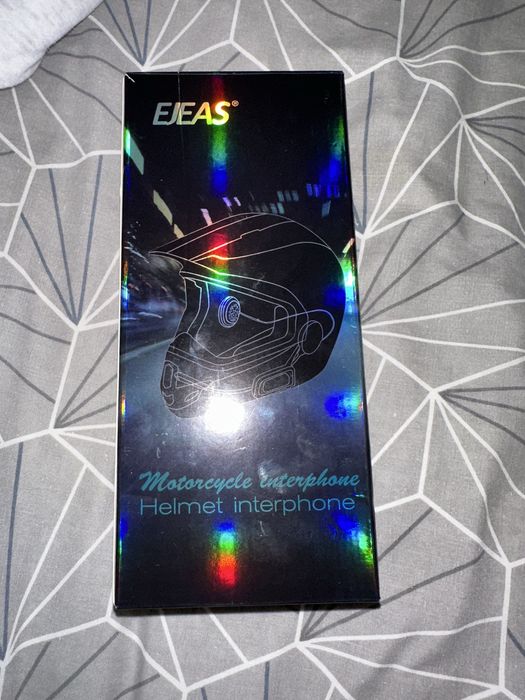 EJEAS®
Motorcycle interphone
Helmet interphone